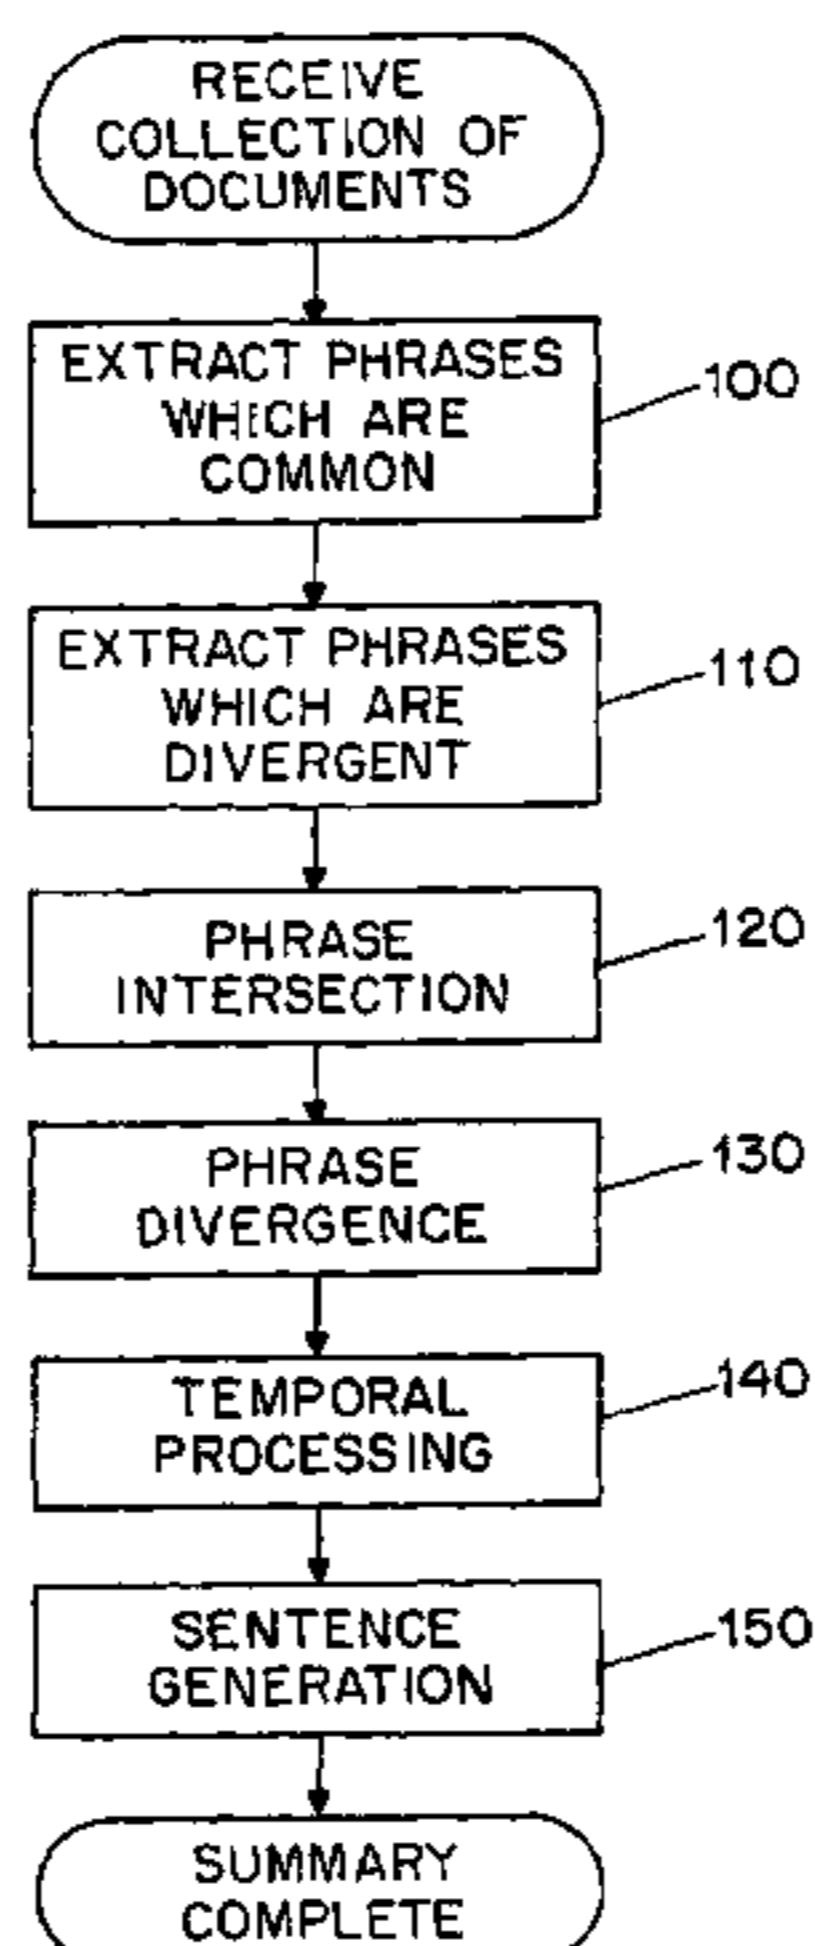 RECEIVE
COLLECTION OF
DOCUMENTS
EXTRACT PHRASES
WHICH ARE
COMMON
100
EXTRACT PHRASES
WHICH ARE
DIVERGENT
110
PHRASE
INTERSECTION
120
PHRASE
DIVERGENCE
130
TEMPORAL
PROCESSING
140
SENTENCE
GENERATION
150
SUMMARY
COMPLETE